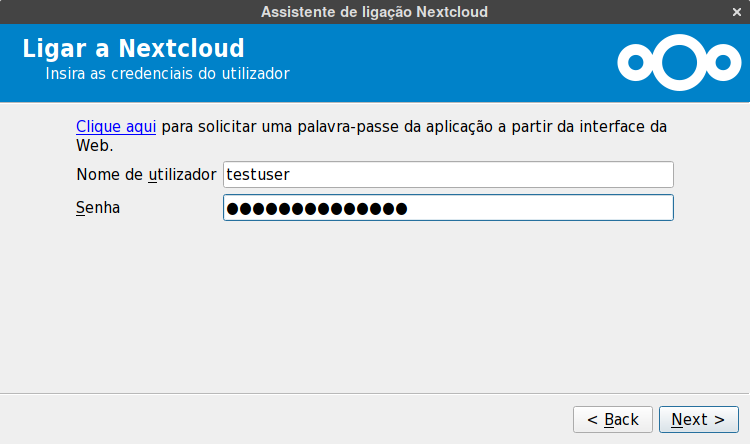 Assistente de ligação Nextcloud
Ligar a Nextcloud
Insira as credenciais do utilizador
Clique aqui para solicitar uma palavra-passe da aplicação a partir da interface da
Web.
Nome de utilizador testuser
Senha ●●●●●●●●●●●●●●
< Back Next >